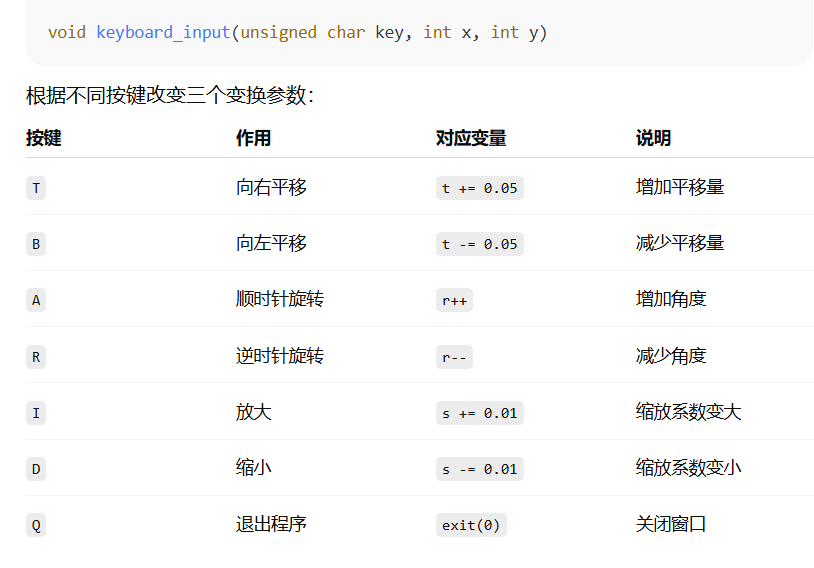 void keyboard_input(unsigned char key, int x, int y)
根据不同按键改变三个变换参数：
按键 作用 对应变量 说明
T 向右平移 t += 0.05 增加平移量
B 向左平移 t -= 0.05 减少平移量
A 顺时针旋转 r++ 增加角度
R 逆时针旋转 r-- 减少角度
I 放大 s += 0.01 缩放系数变大
D 缩小 s -= 0.01 缩放系数变小
Q 退出程序 exit(0) 关闭窗口